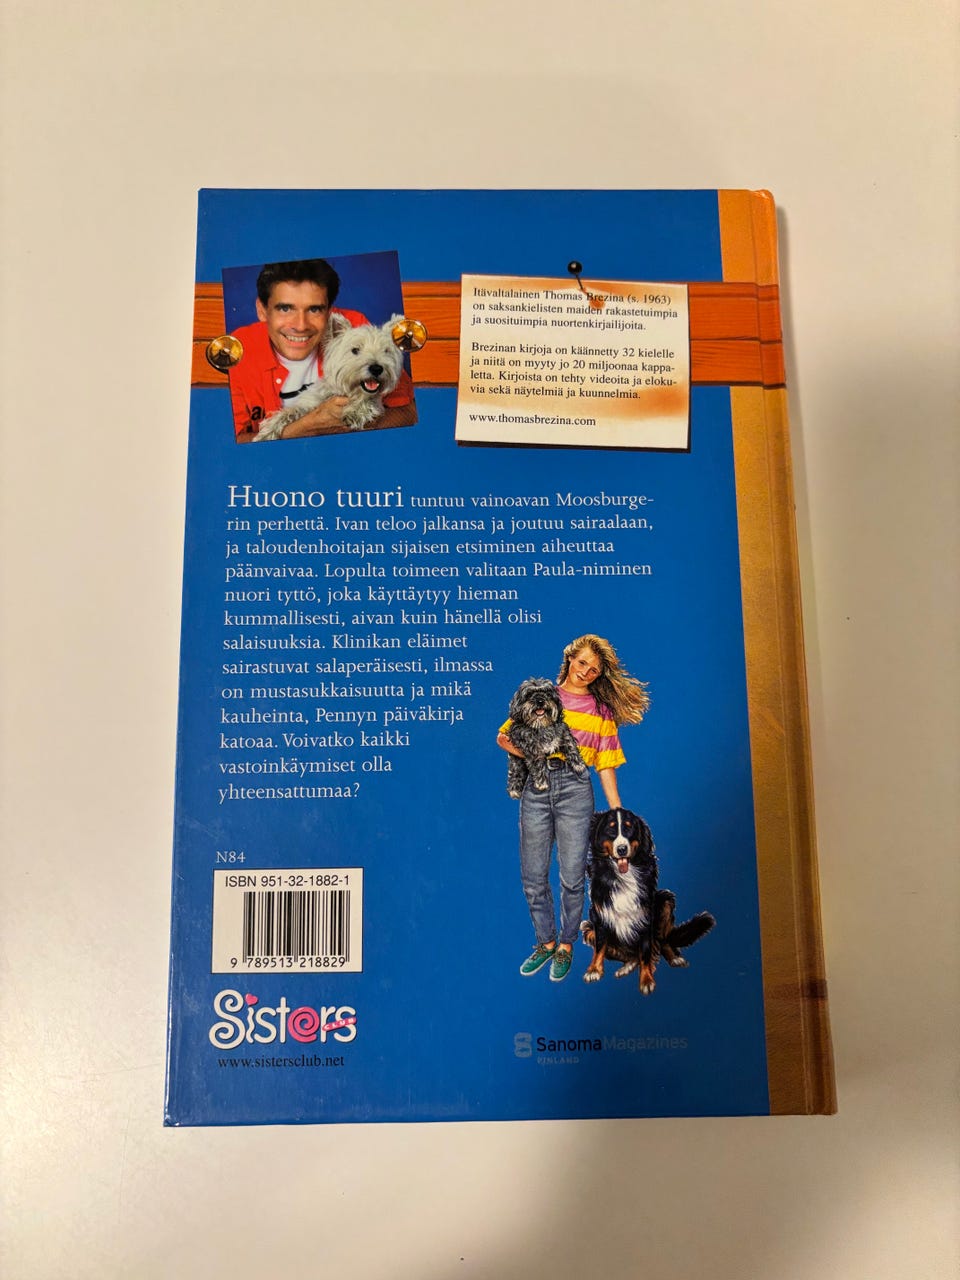 Itävaltalainen Thomas Brezina (s. 1963)
on saksankielisten maiden rakastetuimpia
ja suosituimpia nuortenkirjailijoita.
Brezinan kirjoja on käännetty 32 kielelle
ja niitä on myyty jo 20 miljoonaa kappa-
letta. Kirjoista on tehty videoita ja eloku-
via sekä näytelmiä ja kuunnelmia.
www.thomasbrezina.com
Huono tuuri tuntuu vainoavan Moosburge-
rin perhettä. Ivan teloo jalkansa ja joutuu sairaalaan,
ja taloudenhoitajan sijaisen etsiminen aiheuttaa
päänvaivaa. Lopulta toimeen valitaan Paula-niminen
nuori tyttö, joka käyttäytyy hieman
kummallisesti, aivan kuin hänellä olisi
salaisuuksia. Klinikan eläimet
sairastuvat salaperäisesti, ilmassa
on mustasukkaisuutta ja mikä
kauheinta, Pennyn päiväkirja
katoaa. Voivatko kaikki
vastoinkäymiset olla
yhteensattumaa?
N84
ISBN 951-32-1882-1
9 789513 218829
Sisters
CLUB
www.sistersclub.net
SanomaMagazines
FINLAND